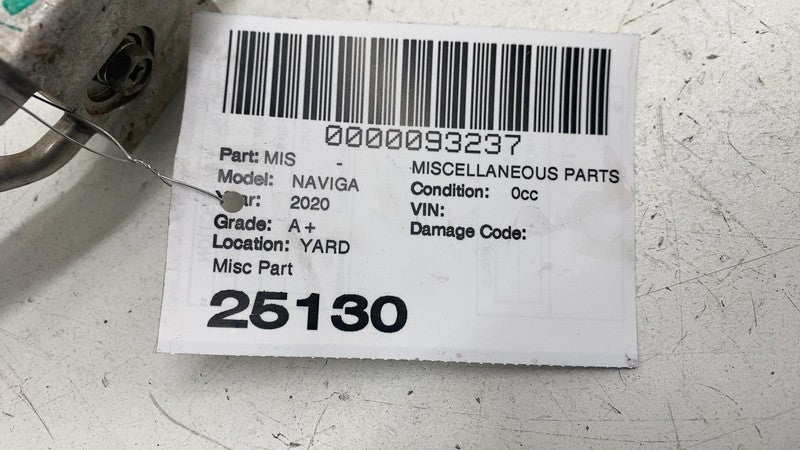 0000093237
Part: MIS - MISCELLANEOUS PARTS
Model: NAVIGA Condition: 0cc
Year: 2020 VIN:
Grade: A+ Damage Code:
Location: YARD
Misc Part
25130